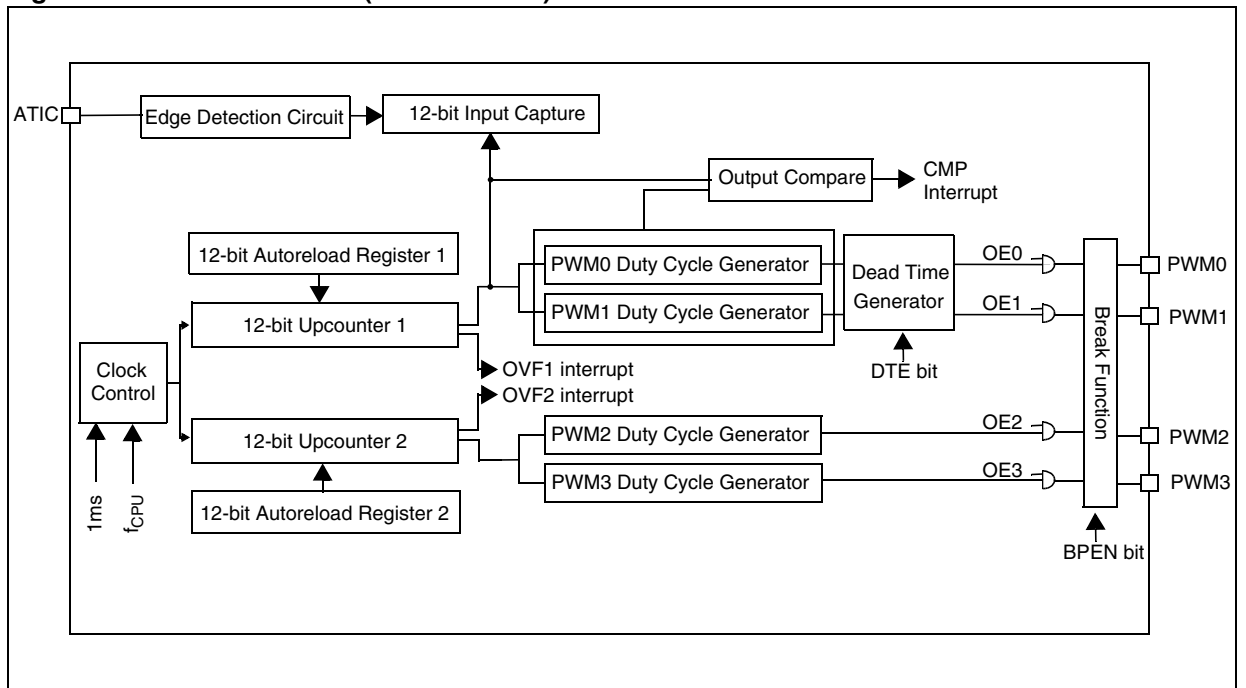 ATIC
Edge Detection Circuit
12-bit Input Capture
Output Compare
CMP
Interrupt
12-bit Autoreload Register 1
PWM0 Duty Cycle Generator
Dead Time
Generator
OE0
PWM0
12-bit Upcounter 1
PWM1 Duty Cycle Generator
OE1
PWM1
Break Function
Clock
Control
OVF1 interrupt
DTE bit
OVF2 interrupt
12-bit Upcounter 2
PWM2 Duty Cycle Generator
OE2
PWM2
PWM3 Duty Cycle Generator
OE3
PWM3
12-bit Autoreload Register 2
1ms
fCPU
BPEN bit